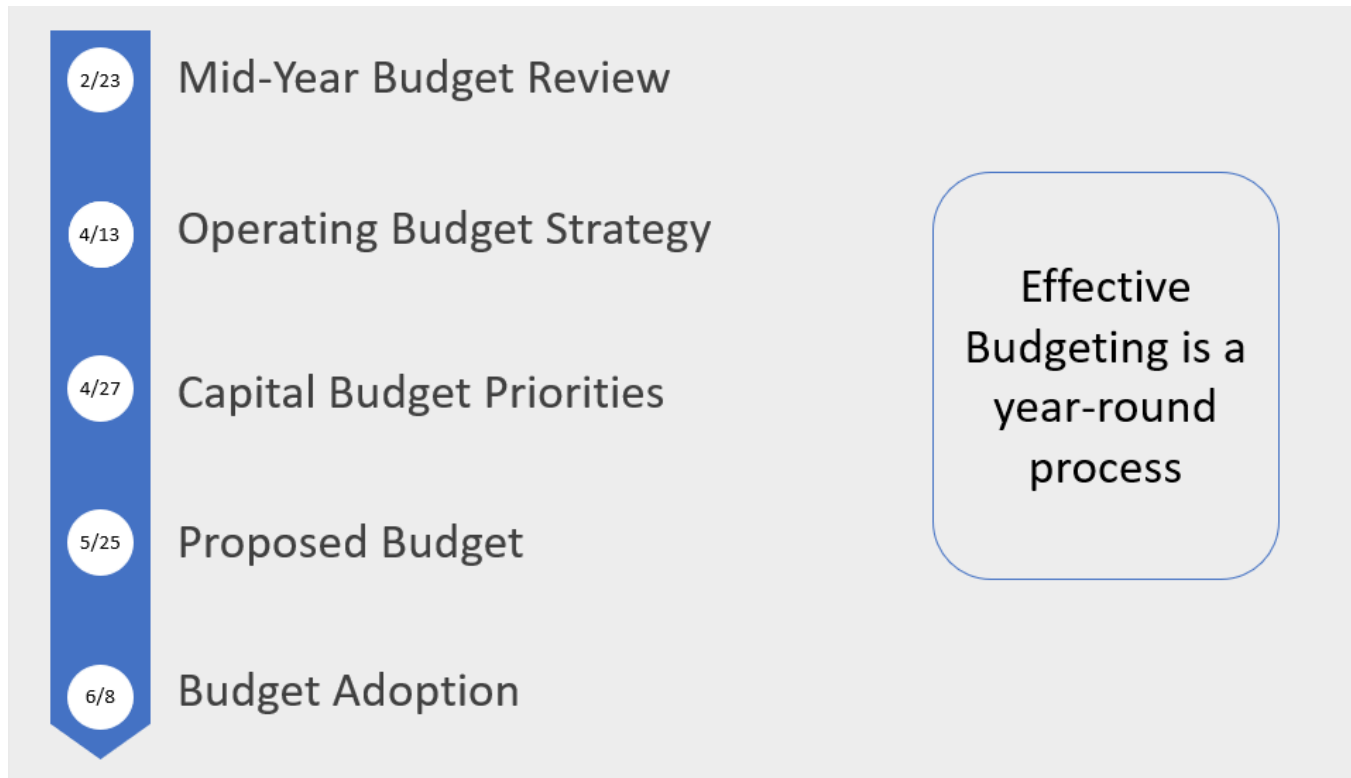 2/23
Mid-Year Budget Review
4/13
Operating Budget Strategy
4/27
Capital Budget Priorities
5/25
Proposed Budget
6/8
Budget Adoption
Effective
Budgeting is a
year-round
process